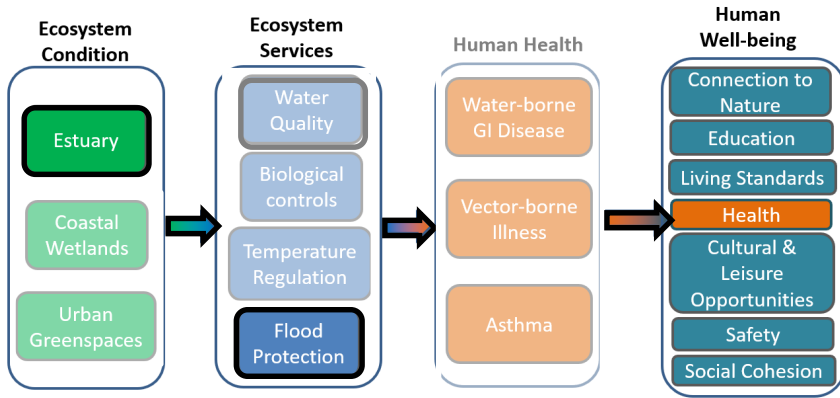 Ecosystem
Condition
Estuary
Coastal
Wetlands
Urban
Greenspaces
Ecosystem
Services
Water
Quality
Biological
controls
Temperature
Regulation
Flood
Protection
Human Health
Water-borne
GI Disease
Vector-borne
Illness
Asthma
Human
Well-being
Connection to
Nature
Education
Living Standards
Health
Cultural &
Leisure
Opportunities
Safety
Social Cohesion